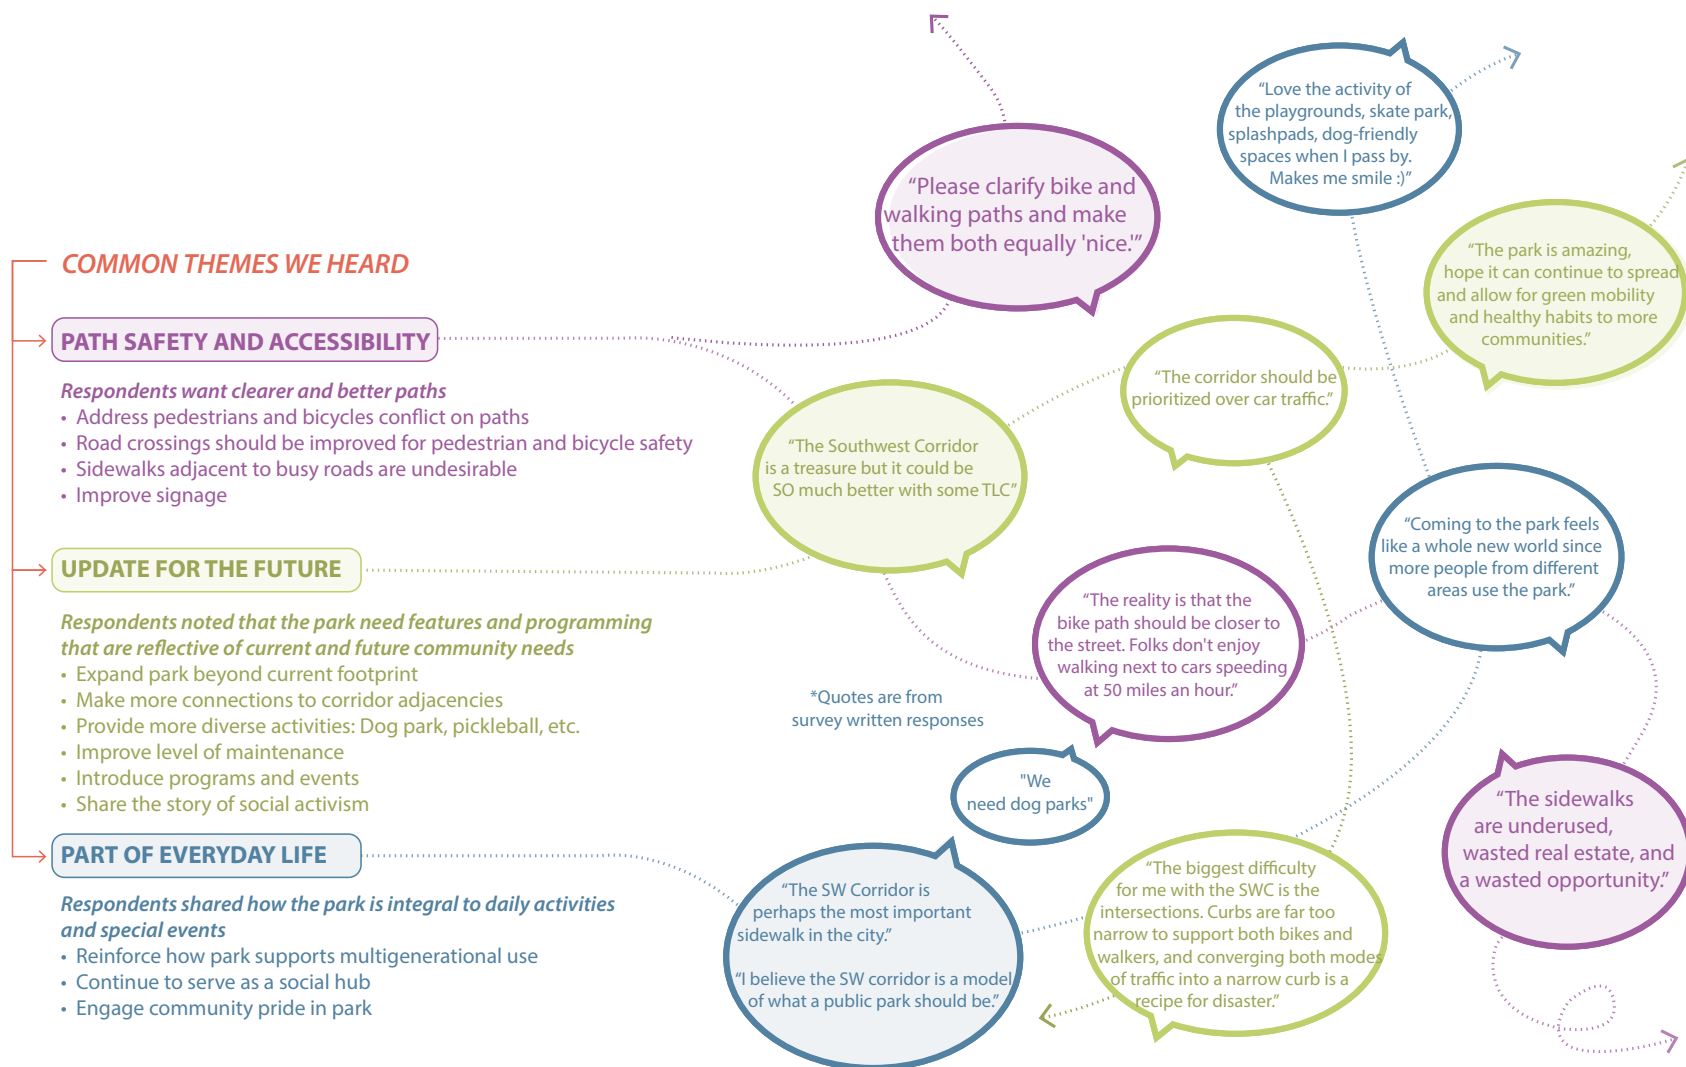 COMMON THEMES WE HEARD
PATH SAFETY AND ACCESSIBILITY
Respondents want clearer and better paths
• Address pedestrians and bicycles conflict on paths
• Road crossings should be improved for pedestrian and bicycle safety
• Sidewalks adjacent to busy roads are undesirable
• Improve signage
UPDATE FOR THE FUTURE
Respondents noted that the park need features and programming
that are reflective of current and future community needs
• Expand park beyond current footprint
• Make more connections to corridor adjacencies
• Provide more diverse activities: Dog park, pickleball, etc.
• Improve level of maintenance
• Introduce programs and events
• Share the story of social activism
PART OF EVERYDAY LIFE
Respondents shared how the park is integral to daily activities
and special events
• Reinforce how park supports multigenerational use
• Continue to serve as a social hub
• Engage community pride in park
“Please clarify bike and
walking paths and make
them both equally 'nice.'”
“Love the activity of
the playgrounds, skate park,
splashpads, dog-friendly
spaces when I pass by.
Makes me smile :)”
“The park is amazing,
hope it can continue to spread
and allow for green mobility
and healthy habits to more
communities.”
“The corridor should be
prioritized over car traffic.”
“The Southwest Corridor
is a treasure but it could be
SO much better with some TLC”
“Coming to the park feels
like a whole new world since
more people from different
areas use the park.”
“The reality is that the
bike path should be closer to
the street. Folks don't enjoy
walking next to cars speeding
at 50 miles an hour.”
*Quotes are from
survey written responses
"We
need dog parks"
“The sidewalks
are underused,
wasted real estate, and
a wasted opportunity.”
“The SW Corridor is
perhaps the most important
sidewalk in the city.”
“I believe the SW corridor is a model
of what a public park should be.”
“The biggest difficulty
for me with the SWC is the
intersections. Curbs are far too
narrow to support both bikes and
walkers, and converging both modes
of traffic into a narrow curb is a
recipe for disaster.”